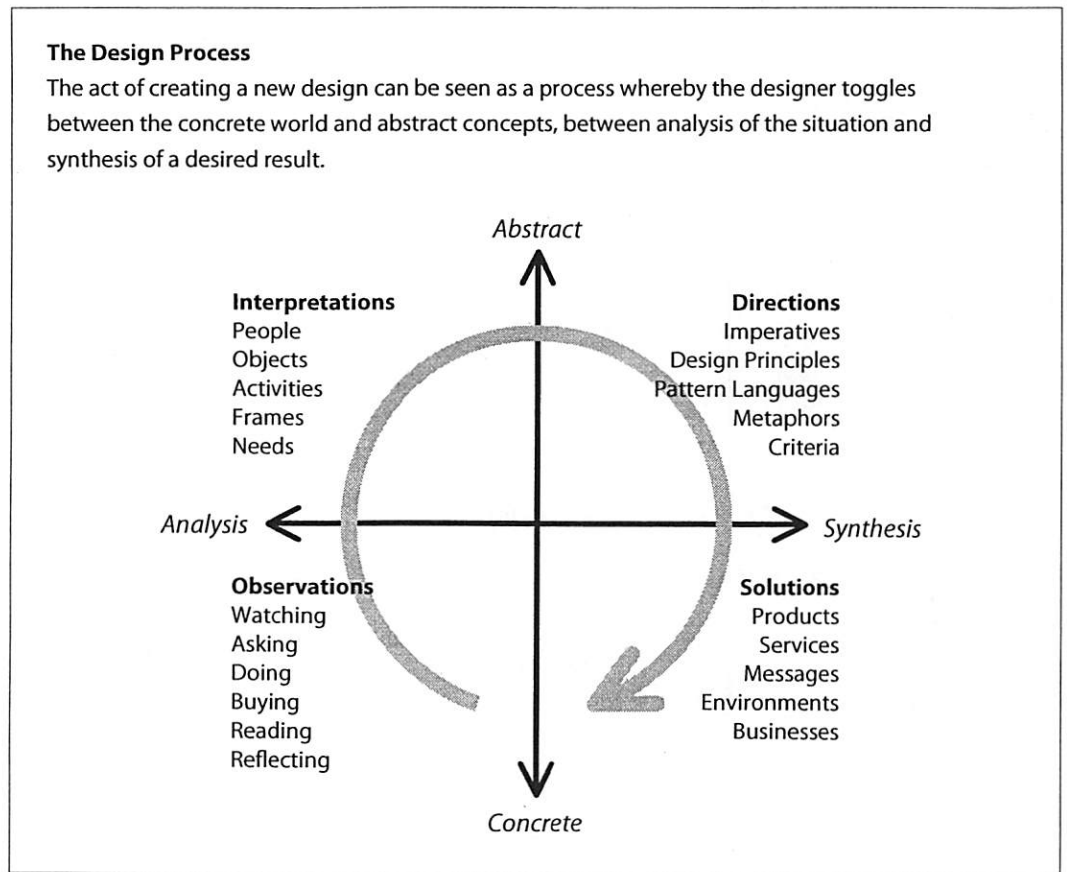 The Design Process
The act of creating a new design can be seen as a process whereby the designer toggles
between the concrete world and abstract concepts, between analysis of the situation and
synthesis of a desired result.
Abstract
Interpretations
People
Objects
Activities
Frames
Needs
Directions
Imperatives
Design Principles
Pattern Languages
Metaphors
Criteria
Analysis
Synthesis
Observations
Watching
Asking
Doing
Buying
Reading
Reflecting
Solutions
Products
Services
Messages
Environments
Businesses
Concrete